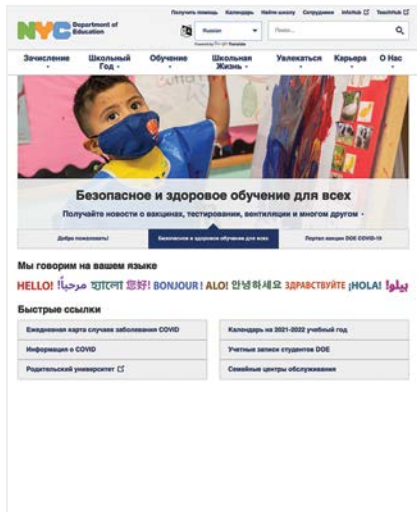 Получить помощь Календарь Найти школу Сотрудники InfoHub TeachHub
NYC Department of Education
Russian
Поиск...
Powered by Google Translate
Зачисление Школьный Год Обучение Школьная Жизнь Увлекаться Карьера О Нас
Безопасное и здоровое обучение для всех
Получайте новости о вакцинах, тестировании, вентиляции и многом другом
Добро пожаловать! Безопасное и здоровое обучение для всех Портал вакцин DOE COVID-19
Мы говорим на вашем языке
HELLO! مرحباً! হ্যালো! 您好! BONJOUR! ALO! 안녕하세요 ЗДРАВСТВУЙТЕ ¡HOLA! ہیلو!
Быстрые ссылки
Ежедневная карта случаев заболевания COVID Календарь на 2021-2022 учебный год
Информация о COVID Учетные записи студентов DOE
Родительский университет Семейные центры обслуживания